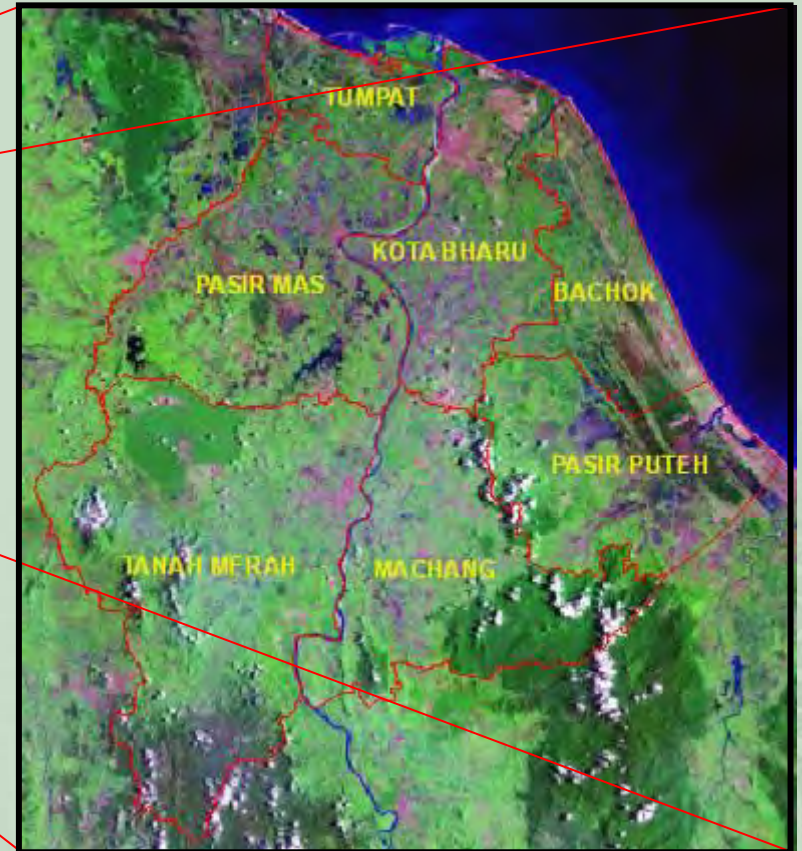 TUMPAT
KOTA BHARU
PASIR MAS
BACHOK
PASIR PUTEH
TANAH MERAH
MACHANG